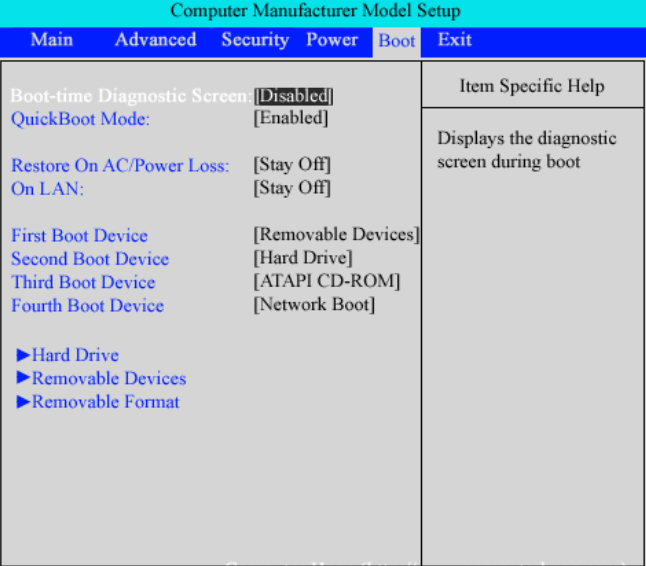 Computer Manufacturer Model Setup
Main Advanced Security Power Boot Exit
Boot-time Diagnostic Screen: [Disabled]
QuickBoot Mode: [Enabled]
Restore On AC/Power Loss: [Stay Off]
On LAN: [Stay Off]
First Boot Device [Removable Devices]
Second Boot Device [Hard Drive]
Third Boot Device [ATAPI CD-ROM]
Fourth Boot Device [Network Boot]
►Hard Drive
►Removable Devices
►Removable Format
Item Specific Help
Displays the diagnostic
screen during boot